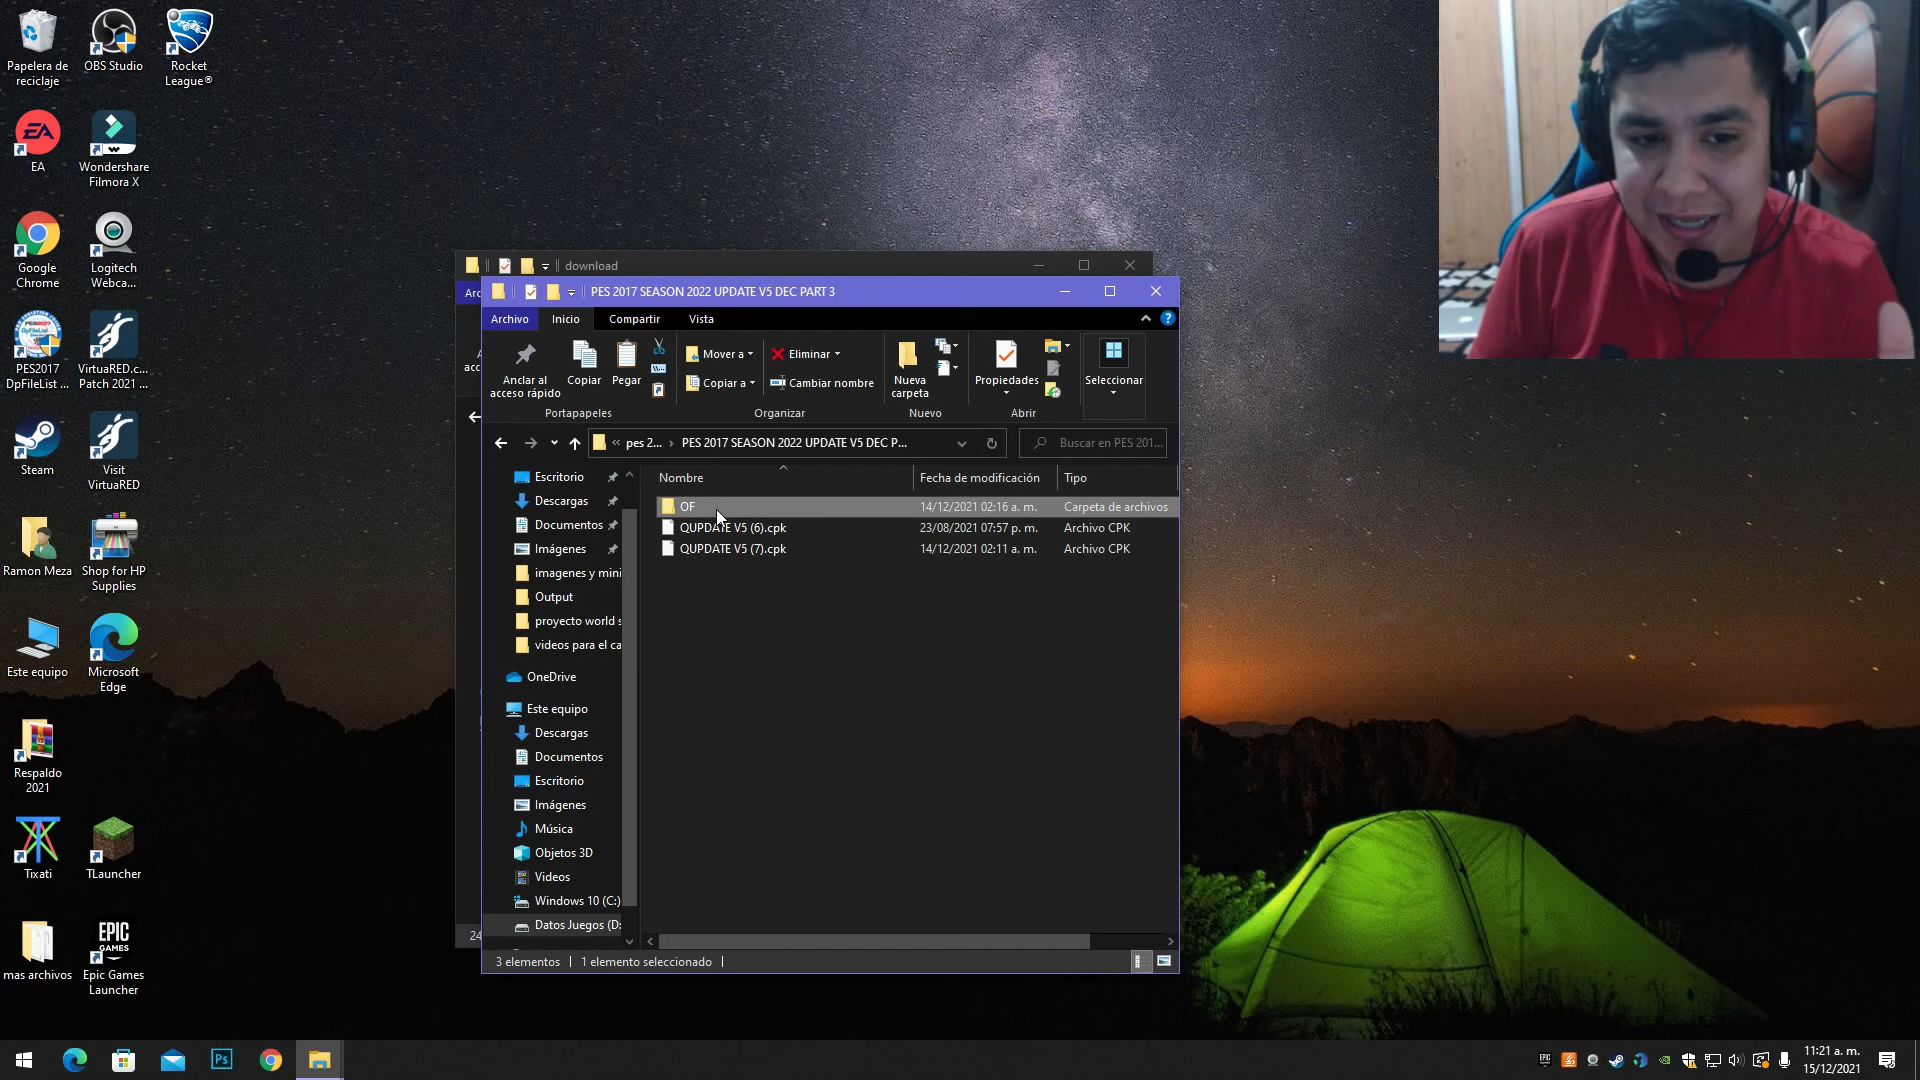 Papelera de
reciclaje
OBS Studio
Rocket
League®
EA
Wondershare
Filmora X
Google
Chrome
Logitech
Webca...
PES2017
DpFileList ...
VirtuaRED.c...
Patch 2021 ...
Steam
Visit
VirtuaRED
Ramon Meza
Shop for HP
Supplies
Este equipo
Microsoft
Edge
Respaldo
2021
Tixati
TLauncher
mas archivos
EPIC
GAMES
Epic Games
Launcher
download
Arc
PES 2017 SEASON 2022 UPDATE V5 DEC PART 3
Archivo Inicio Compartir Vista
Anclar al
acceso rápido
Copiar
Pegar
Mover a
Copiar a
Eliminar
Cambiar nombre
Nueva
carpeta
Propiedades
Seleccionar
Portapapeles
Organizar
Nuevo
Abrir
A
acc
« pes 2... › PES 2017 SEASON 2022 UPDATE V5 DEC P...
Buscar en PES 201...
Nombre Fecha de modificación Tipo
OF 14/12/2021 02:16 a. m. Carpeta de archivos
QUPDATE V5 (6).cpk 23/08/2021 07:57 p. m. Archivo CPK
QUPDATE V5 (7).cpk 14/12/2021 02:11 a. m. Archivo CPK
Escritorio
Descargas
Documentos
Imágenes
imagenes y mini
Output
proyecto world s
videos para el ca
OneDrive
Este equipo
Descargas
Documentos
Escritorio
Imágenes
Música
Objetos 3D
Videos
Windows 10 (C:)
Datos Juegos (D:
24
3 elementos 1 elemento seleccionado
Ps
11:21 a. m.
15/12/2021